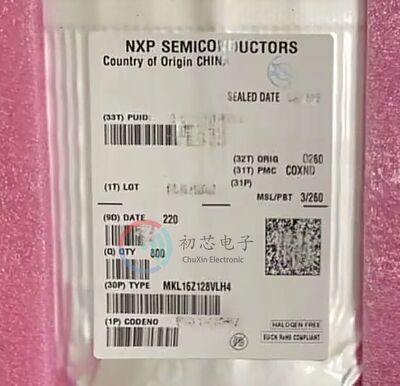 NXP SEMICONDUCTORS
Country of Origin CHINA
SEALED DATE
(33T) PUID:
(32T) ORIG 0260
(31T) PMC COXND
(31P)
(1T) LOT
MSL/PBT 3/260
(9D) DATE 220
初芯电子
ChuXin Electronic
(Q) QTY 800
(30P) TYPE MKL16Z128VLH4
(1P) CODENO
HALOGEN FREE
EU/CN RoHS COMPLIANT